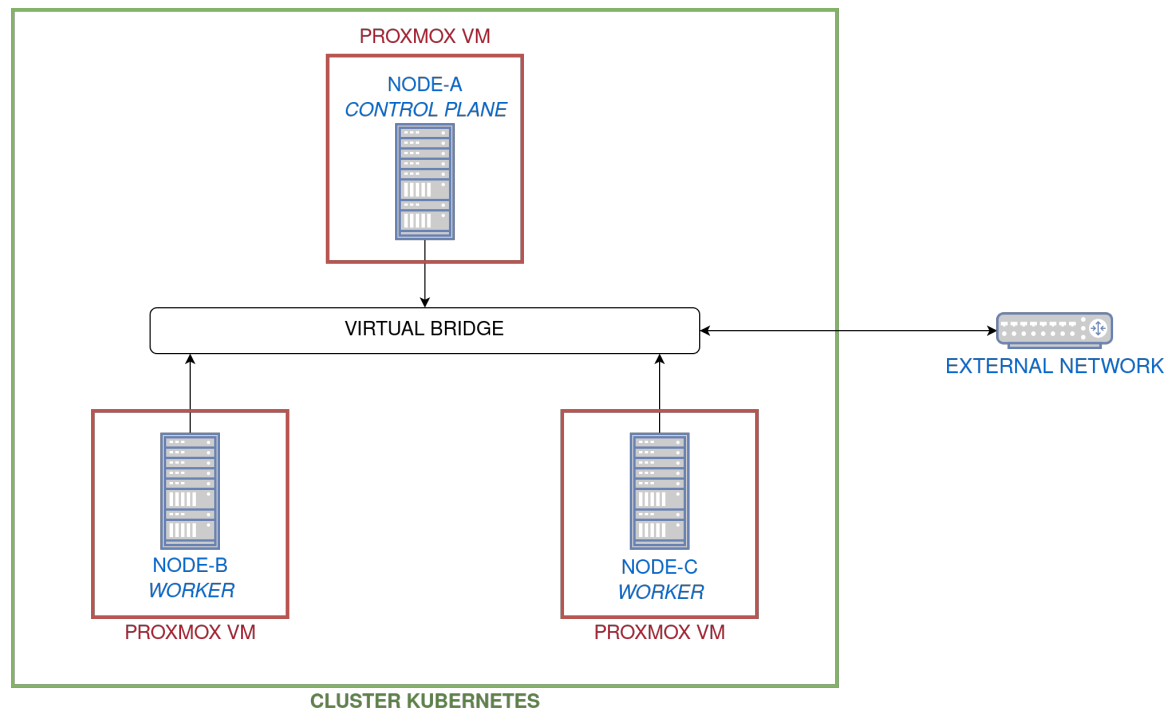 PROXMOX VM
NODE-A
CONTROL PLANE
VIRTUAL BRIDGE
EXTERNAL NETWORK
NODE-B
WORKER
PROXMOX VM
NODE-C
WORKER
PROXMOX VM
CLUSTER KUBERNETES